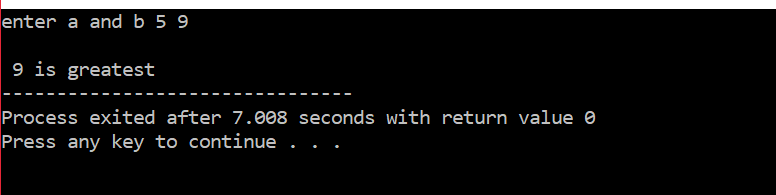 enter a and b 5 9
9 is greatest
--------------------------------
Process exited after 7.008 seconds with return value 0
Press any key to continue . . .